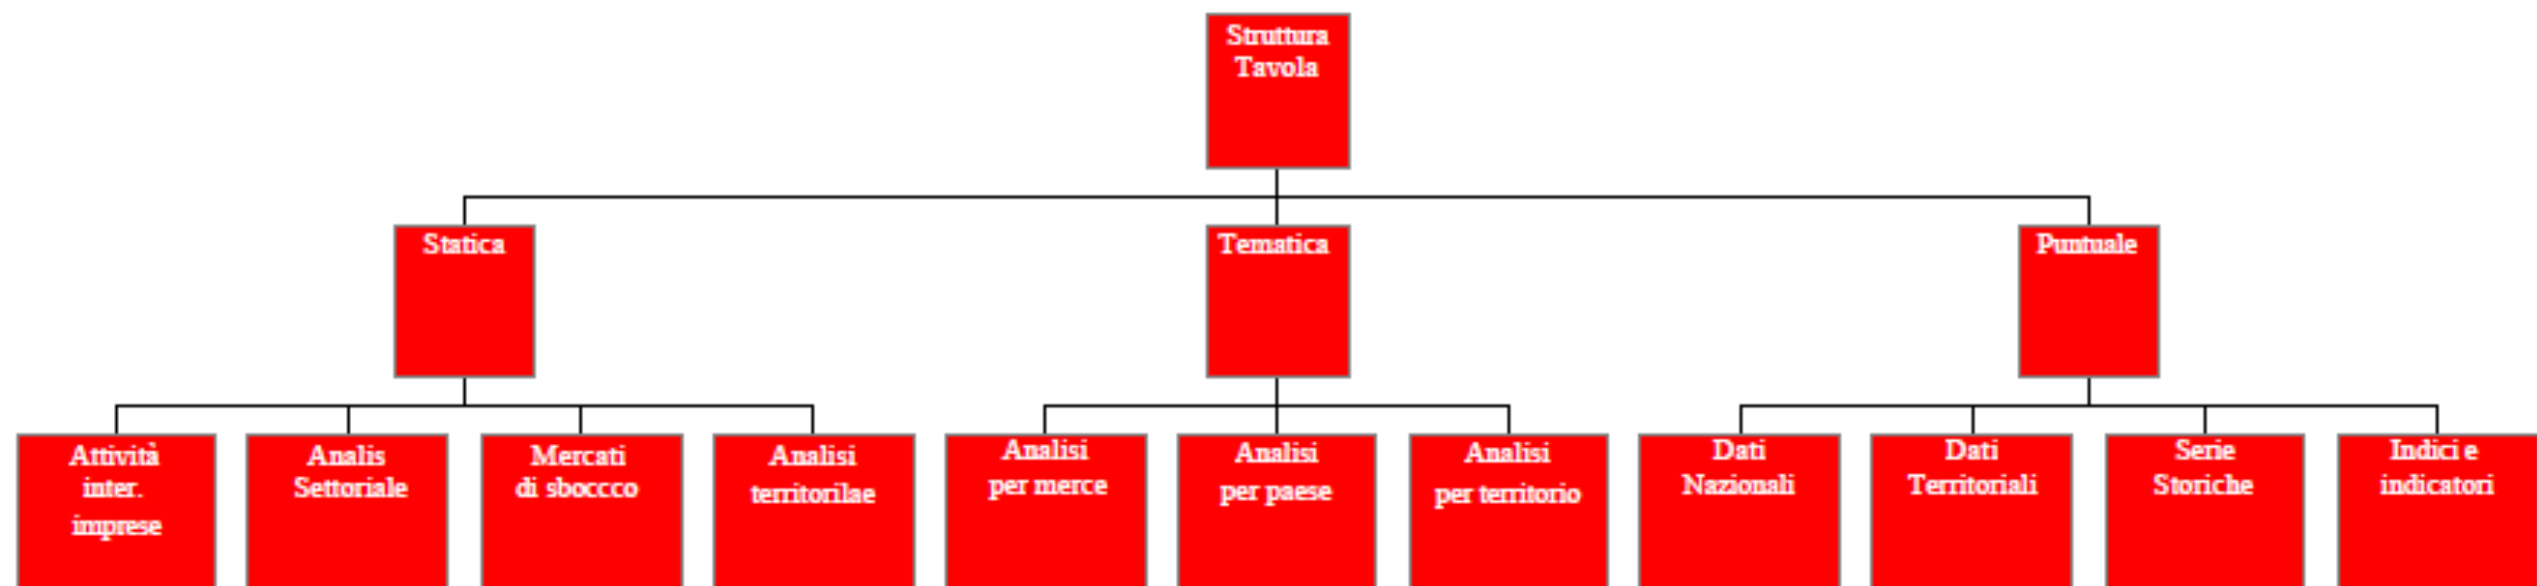 Struttura
Tavola
Statica
Tematica
Puntuale
Attività
inter.
imprese
Analis
Settoriale
Mercati
di sboccco
Analisi
territorilae
Analisi
per merce
Analisi
per paese
Analisi
per territorio
Dati
Nazionali
Dati
Territoriali
Serie
Storiche
Indici e
indicatori